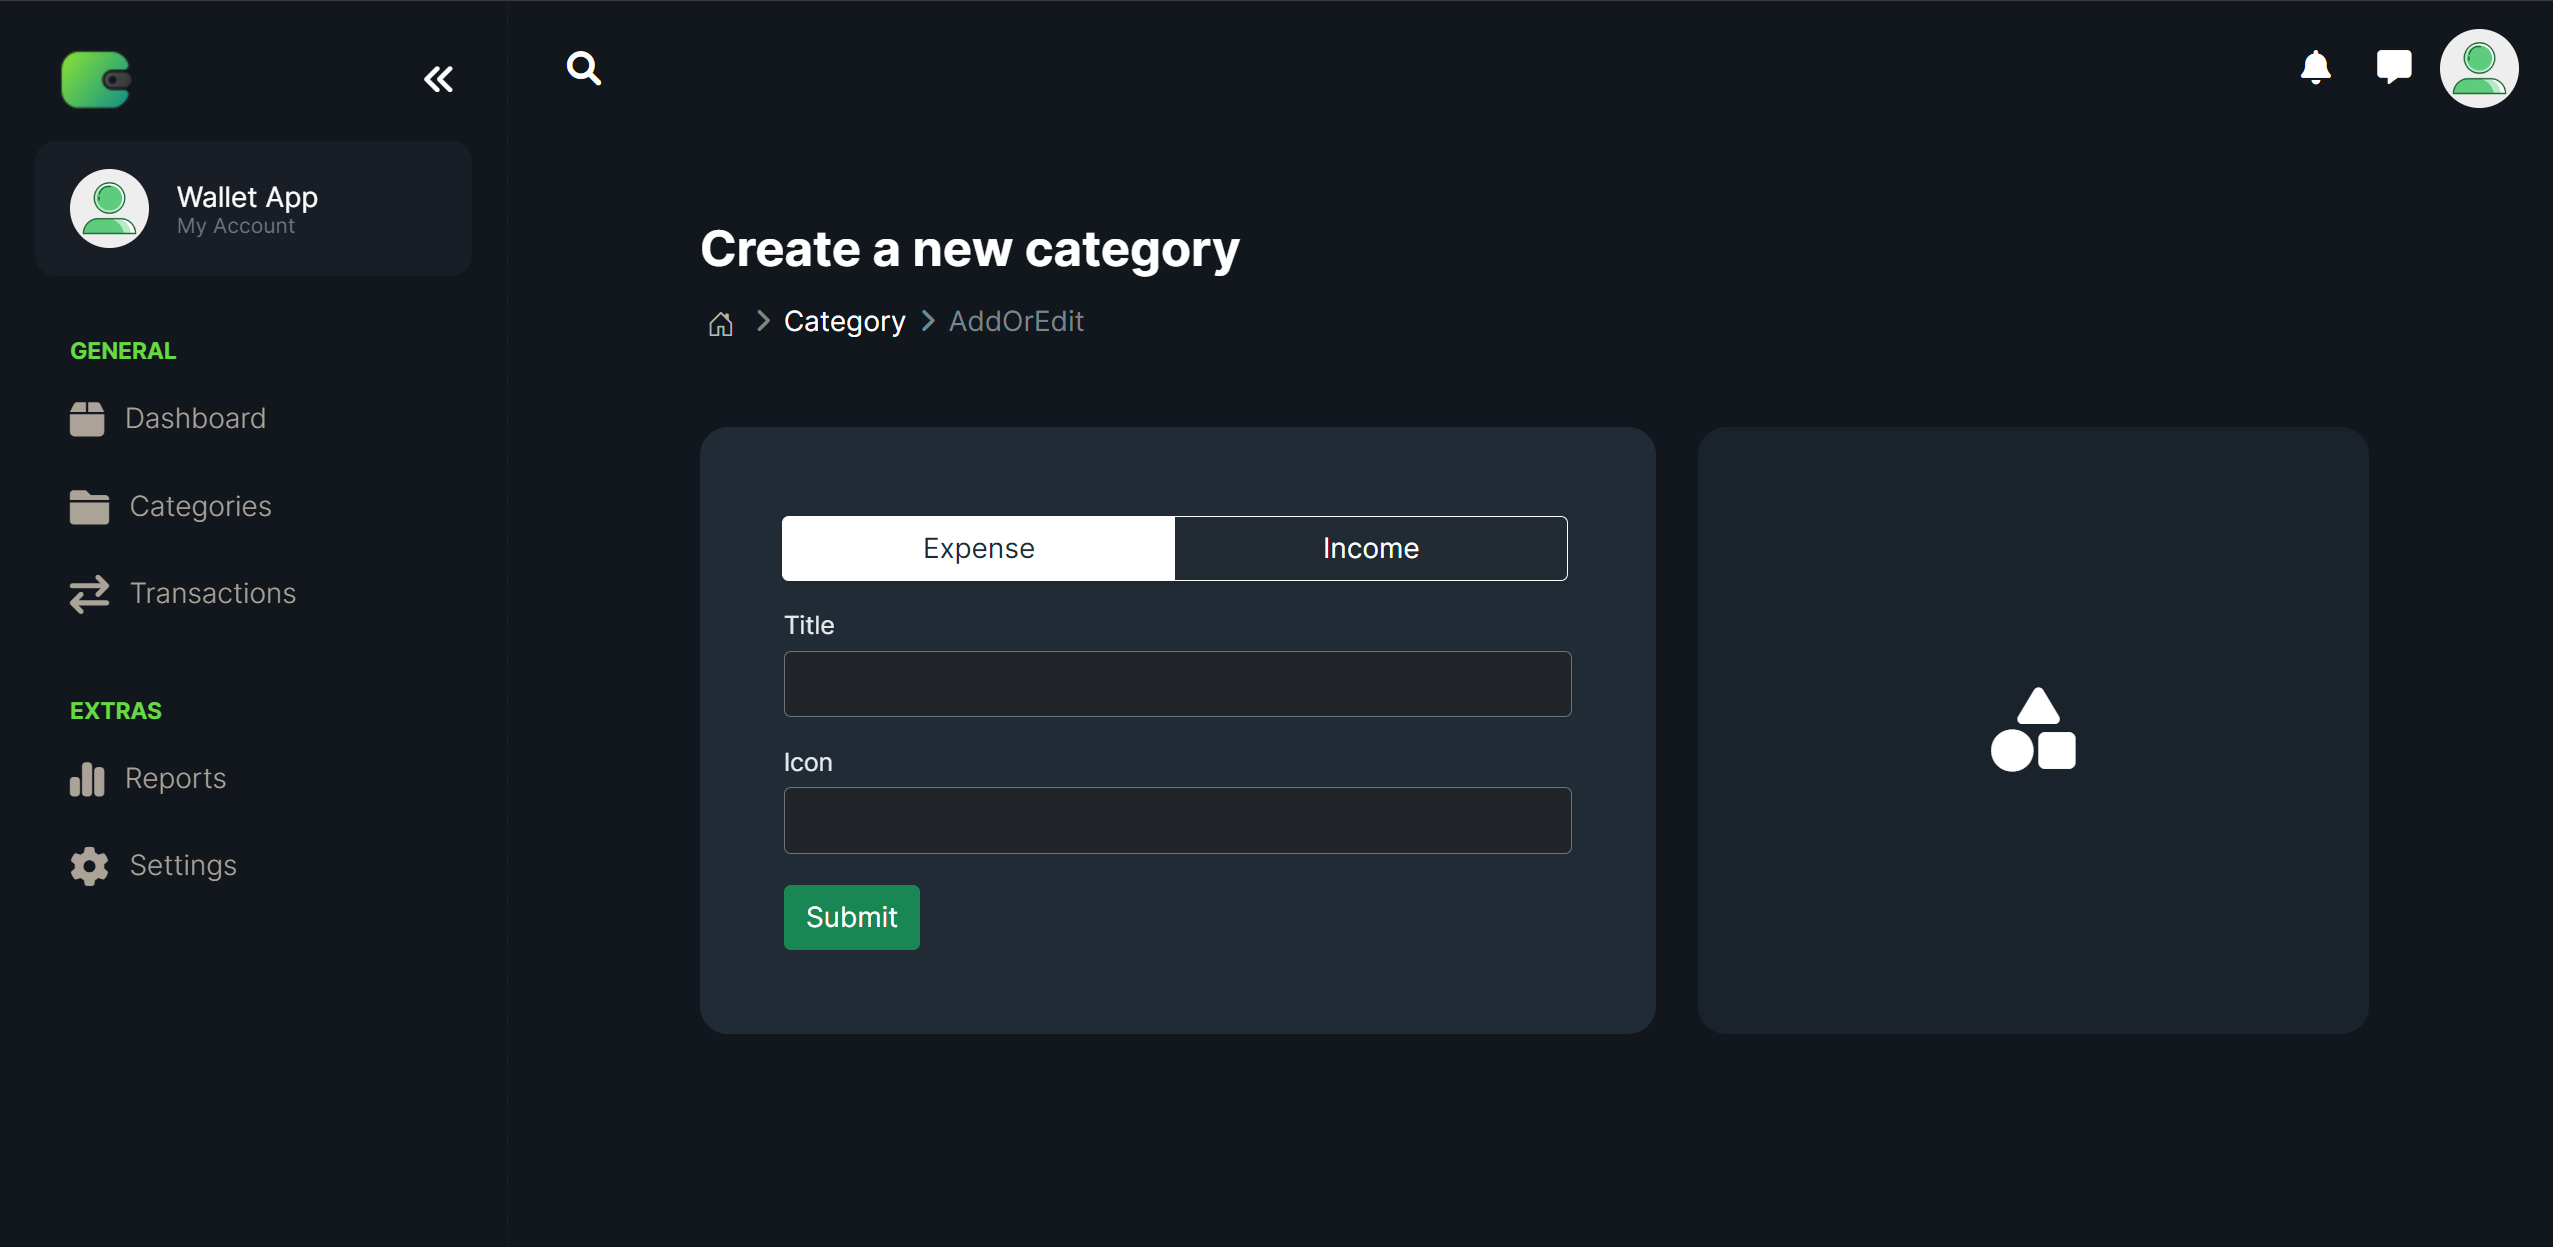 Wallet App
My Account
GENERAL
Dashboard
Categories
Transactions
EXTRAS
Reports
Settings
Create a new category
Category AddOrEdit
Expense Income
Title
Icon
Submit